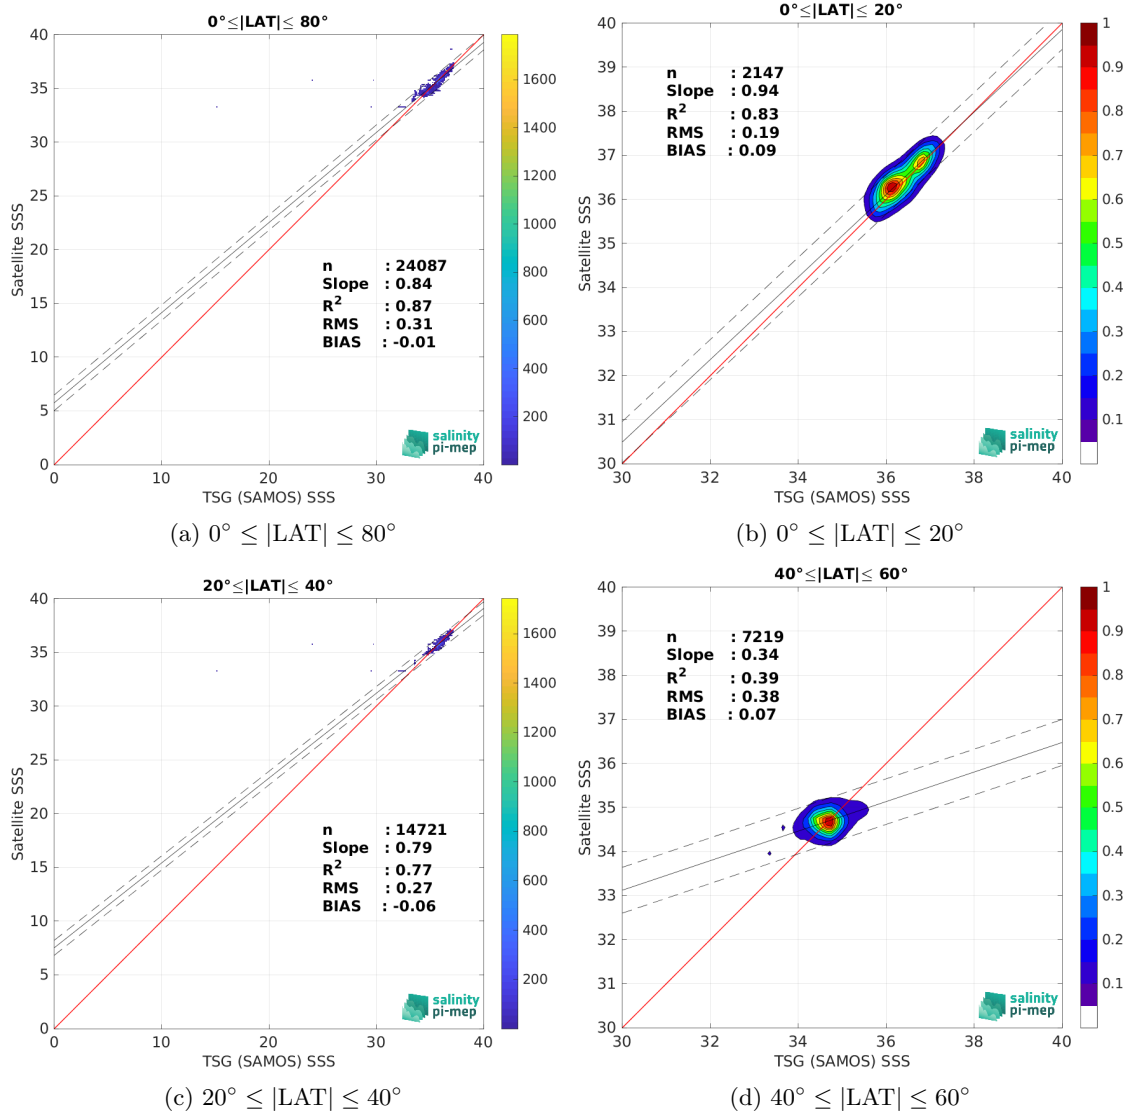 0°≤|LAT|≤ 80°
40
35
30
25
20
15
10
5
0
Satellite SSS
n : 24087
Slope : 0.84
R² : 0.87
RMS : 0.31
BIAS : -0.01
salinity
pi-mep
0 10 20 30 40
TSG (SAMOS) SSS
1600
1400
1200
1000
800
600
400
200
(a) 0° ≤ |LAT| ≤ 80°
0°≤|LAT|≤ 20°
40
39
38
37
36
35
34
33
32
31
30
Satellite SSS
n : 2147
Slope : 0.94
R² : 0.83
RMS : 0.19
BIAS : 0.09
salinity
pi-mep
30 32 34 36 38 40
TSG (SAMOS) SSS
1
0.9
0.8
0.7
0.6
0.5
0.4
0.3
0.2
0.1
(b) 0° ≤ |LAT| ≤ 20°
20°≤|LAT|≤ 40°
40
35
30
25
20
15
10
5
0
Satellite SSS
n : 14721
Slope : 0.79
R² : 0.77
RMS : 0.27
BIAS : -0.06
salinity
pi-mep
0 10 20 30 40
TSG (SAMOS) SSS
1600
1400
1200
1000
800
600
400
200
(c) 20° ≤ |LAT| ≤ 40°
40°≤|LAT|≤ 60°
40
39
38
37
36
35
34
33
32
31
30
Satellite SSS
n : 7219
Slope : 0.34
R² : 0.39
RMS : 0.38
BIAS : 0.07
salinity
pi-mep
30 32 34 36 38 40
TSG (SAMOS) SSS
1
0.9
0.8
0.7
0.6
0.5
0.4
0.3
0.2
0.1
(d) 40° ≤ |LAT| ≤ 60°